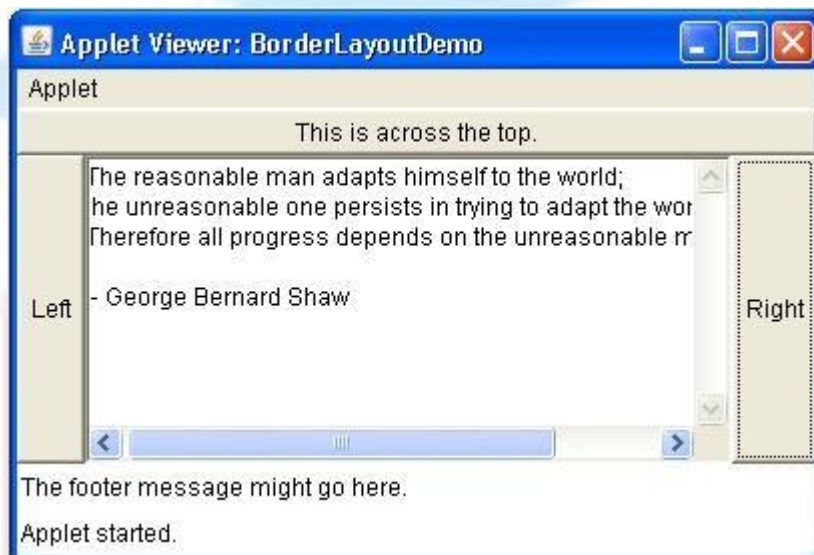 Applet Viewer: BorderLayoutDemo
Applet
This is across the top.
The reasonable man adapts himself to the world;
the unreasonable one persists in trying to adapt the wor
Therefore all progress depends on the unreasonable m
- George Bernard Shaw
Left
Right
The footer message might go here.
Applet started.